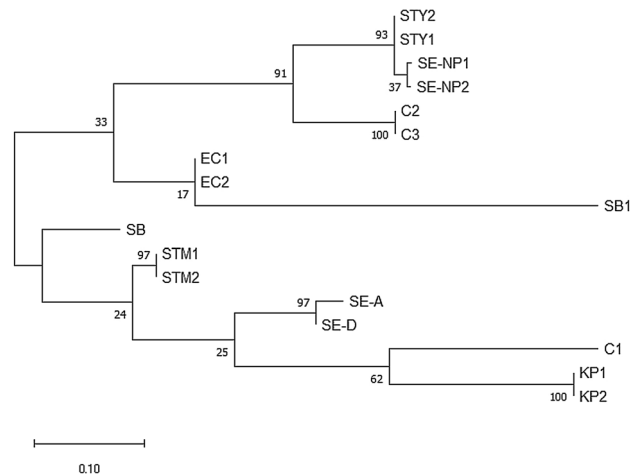 STY2
93
STY1
SE-NP1
91
37
SE-NP2
C2
33
100
C3
EC1
EC2
17
SB1
SB
97
STM1
STM2
97
SE-A
24
SE-D
25
C1
62
KP1
100
KP2
0.10